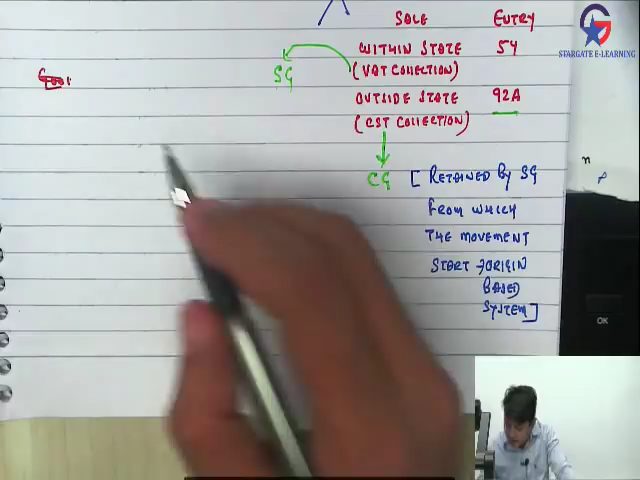 SALE ENTRY
WITHIN STATE 54
(VAT COLLECTION)
SG
OUTSIDE STATE 92A
(CST COLLECTION)
CG [RETAINED BY SG
FROM WHICH
THE MOVEMENT
START → ORIGIN
BASED
SYSTEM]
STARGATE E-LEARNING
OK